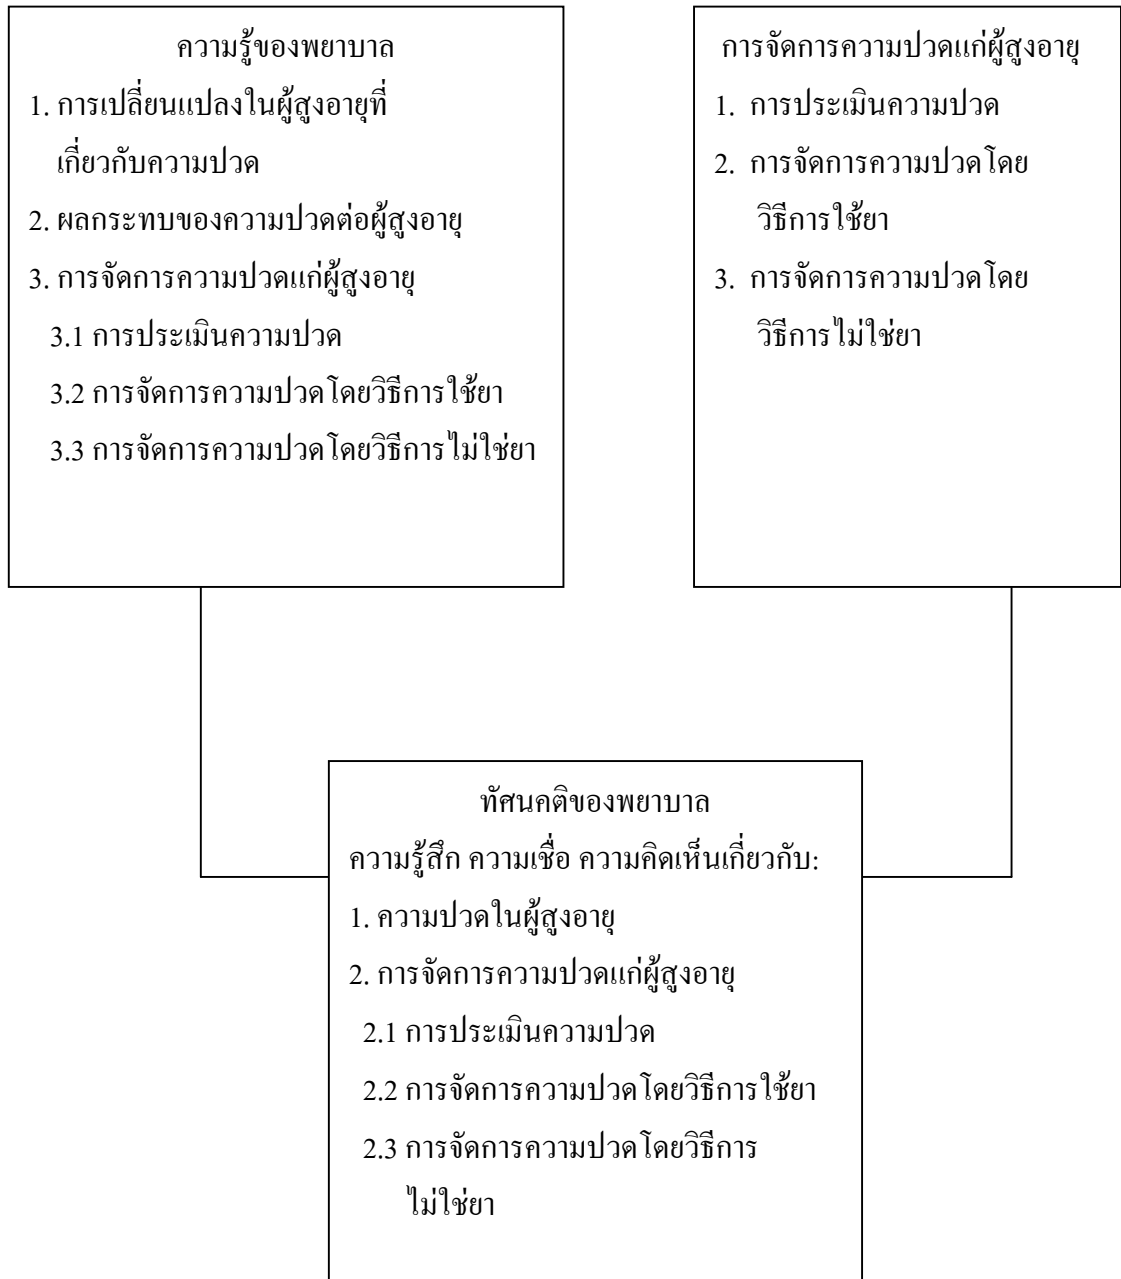 ความรู้ของพยาบาล
1. การเปลี่ยนแปลงในผู้สูงอายุที่
เกี่ยวกับความปวด
2. ผลกระทบของความปวดต่อผู้สูงอายุ
3. การจัดการความปวดแก่ผู้สูงอายุ
3.1 การประเมินความปวด
3.2 การจัดการความปวดโดยวิธีการใช้ยา
3.3 การจัดการความปวดโดยวิธีการไม่ใช่ยา
การจัดการความปวดแก่ผู้สูงอายุ
1. การประเมินความปวด
2. การจัดการความปวดโดย
วิธีการใช้ยา
3. การจัดการความปวดโดย
วิธีการไม่ใช่ยา
ทัศนคติของพยาบาล
ความรู้สึก ความเชื่อ ความคิดเห็นเกี่ยวกับ:
1. ความปวดในผู้สูงอายุ
2. การจัดการความปวดแก่ผู้สูงอายุ
2.1 การประเมินความปวด
2.2 การจัดการความปวดโดยวิธีการใช้ยา
2.3 การจัดการความปวดโดยวิธีการ
ไม่ใช่ยา